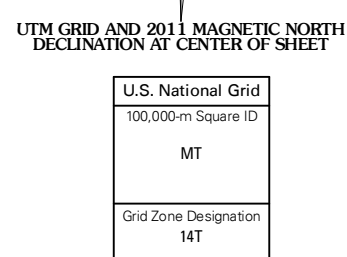 UTM GRID AND 2011 MAGNETIC NORTH
DECLINATION AT CENTER OF SHEET
U.S. National Grid
100,000-m Square ID
MT
Grid Zone Designation
14T